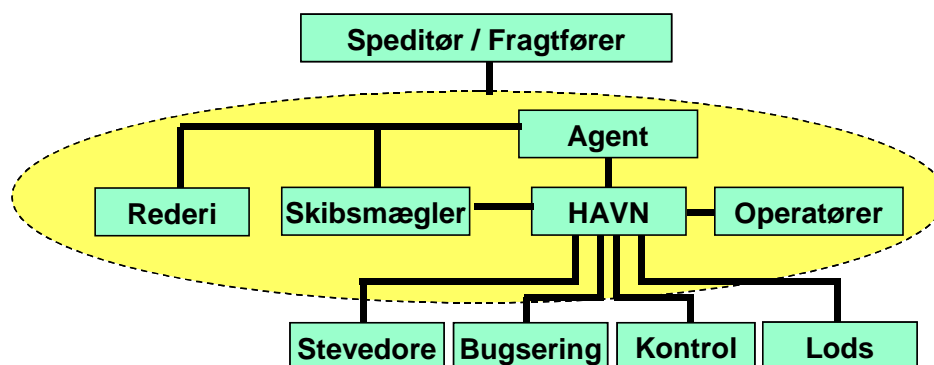 Speditør / Fragtfører
Agent
Rederi
Skibsmægler
HAVN
Operatører
Stevedore
Bugsering
Kontrol
Lods